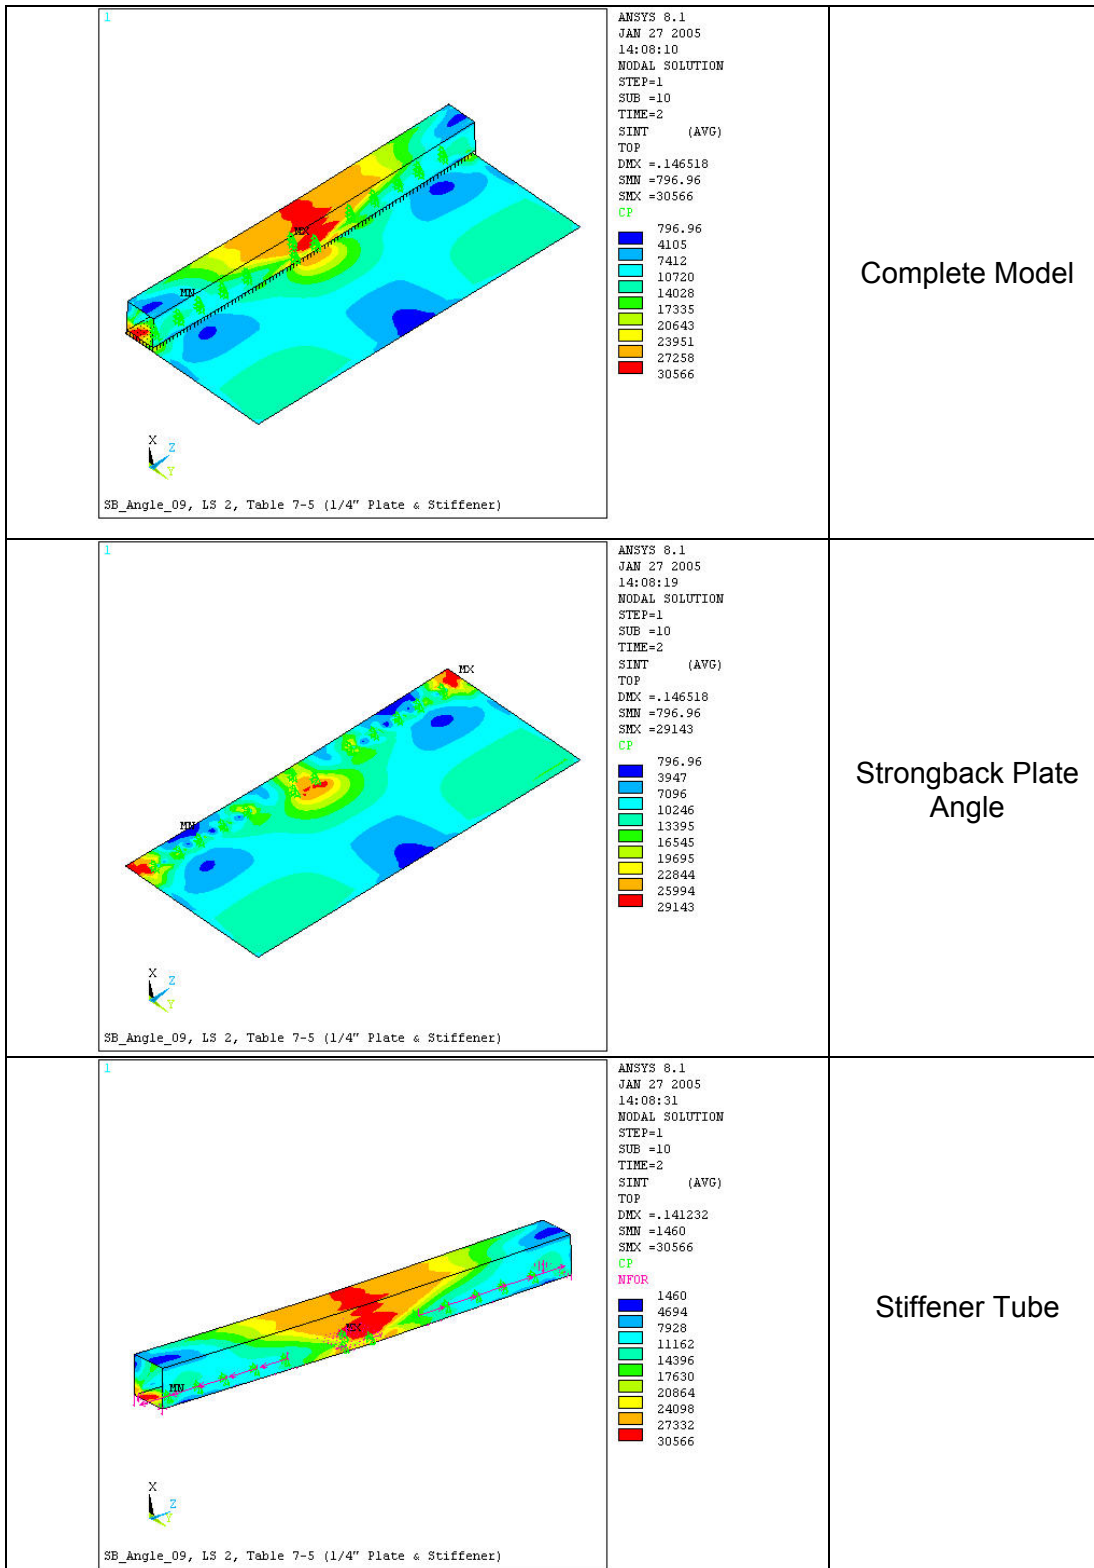 1
ANSYS 8.1
JAN 27 2005
14:08:10
NODAL SOLUTION
STEP=1
SUB =10
TIME=2
SINT (AVG)
TOP
DMX =.146518
SMN =796.96
SMX =30566
CP
796.96
4105
7412
10720
14028
17335
20643
23951
27258
30566
MX
MN
X
Z
Y
SB_Angle_09, LS 2, Table 7-5 (1/4" Plate & Stiffener)
Complete Model
1
ANSYS 8.1
JAN 27 2005
14:08:19
NODAL SOLUTION
STEP=1
SUB =10
TIME=2
SINT (AVG)
TOP
DMX =.146518
SMN =796.96
SMX =29143
CP
796.96
3947
7096
10246
13395
16545
19695
22844
25994
29143
MX
MN
X
Z
Y
SB_Angle_09, LS 2, Table 7-5 (1/4" Plate & Stiffener)
Strongback Plate
Angle
1
ANSYS 8.1
JAN 27 2005
14:08:31
NODAL SOLUTION
STEP=1
SUB =10
TIME=2
SINT (AVG)
TOP
DMX =.141232
SMN =1460
SMX =30566
CP
NFOR
1460
4694
7928
11162
14396
17630
20864
24098
27332
30566
MX
MN
X
Z
Y
SB_Angle_09, LS 2, Table 7-5 (1/4" Plate & Stiffener)
Stiffener Tube